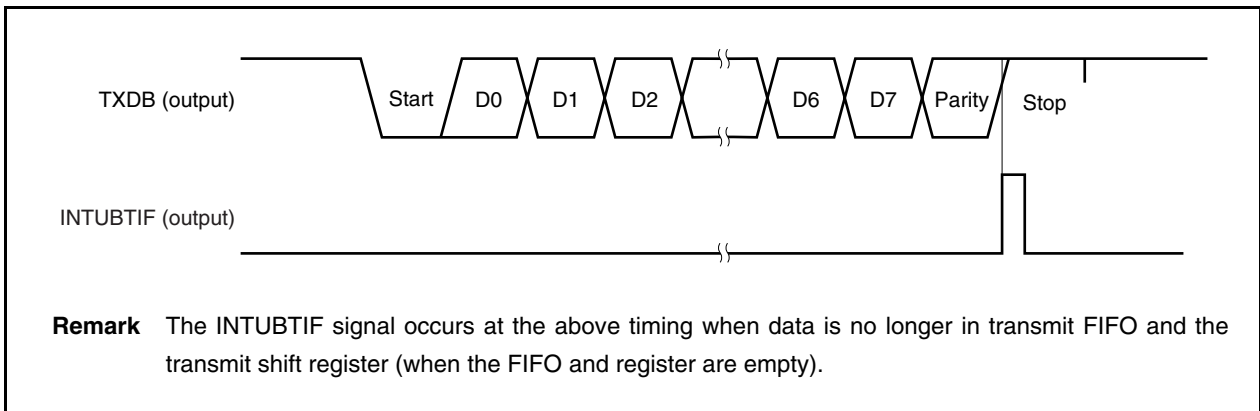 TXDB (output)
Start D0 D1 D2 D6 D7 Parity Stop
INTUBTIF (output)
Remark The INTUBTIF signal occurs at the above timing when data is no longer in transmit FIFO and the
transmit shift register (when the FIFO and register are empty).